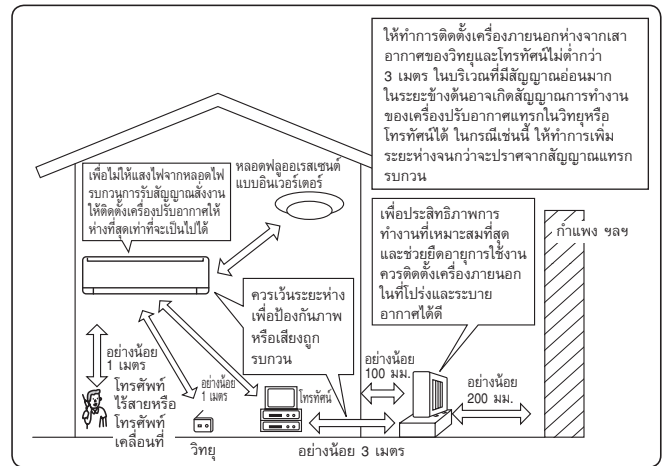 ให้ทำการติดตั้งเครื่องภายนอกห่างจากเสา
อากาศของวิทยุและโทรทัศน์ไม่ต่ำกว่า
3 เมตร ในบริเวณที่มีสัญญาณอ่อนมาก
ในระยะข้างต้นอาจเกิดสัญญาณการทำงาน
ของเครื่องปรับอากาศแทรกในวิทยุหรือ
โทรทัศน์ได้ ในกรณีเช่นนี้ ให้ทำการเพิ่ม
ระยะห่างจนกว่าจะปราศจากสัญญาณแทรก
รบกวน
เพื่อไม่ให้แสงไฟจากหลอดไฟ
รบกวนการรับสัญญาณสั่งงาน
ให้ติดตั้งเครื่องปรับอากาศให้
ห่างที่สุดเท่าที่จะเป็นไปได้
หลอดฟลูออเรสเซนต์
แบบอินเวอร์เตอร์
เพื่อประสิทธิภาพการ
ทำงานที่เหมาะสมที่สุด
และช่วยยืดอายุการใช้งาน
ควรติดตั้งเครื่องภายนอก
ในที่โปร่งและระบาย
อากาศได้ดี
กำแพง ฯลฯ
ควรเว้นระยะห่าง
เพื่อป้องกันภาพ
หรือเสียงถูก
รบกวน
อย่างน้อย
1 เมตร
อย่างน้อย
1 เมตร
อย่างน้อย
100 มม.
อย่างน้อย
200 มม.
โทรศัพท์
ไร้สายหรือ
โทรศัพท์
เคลื่อนที่
วิทยุ
โทรทัศน์
อย่างน้อย 3 เมตร